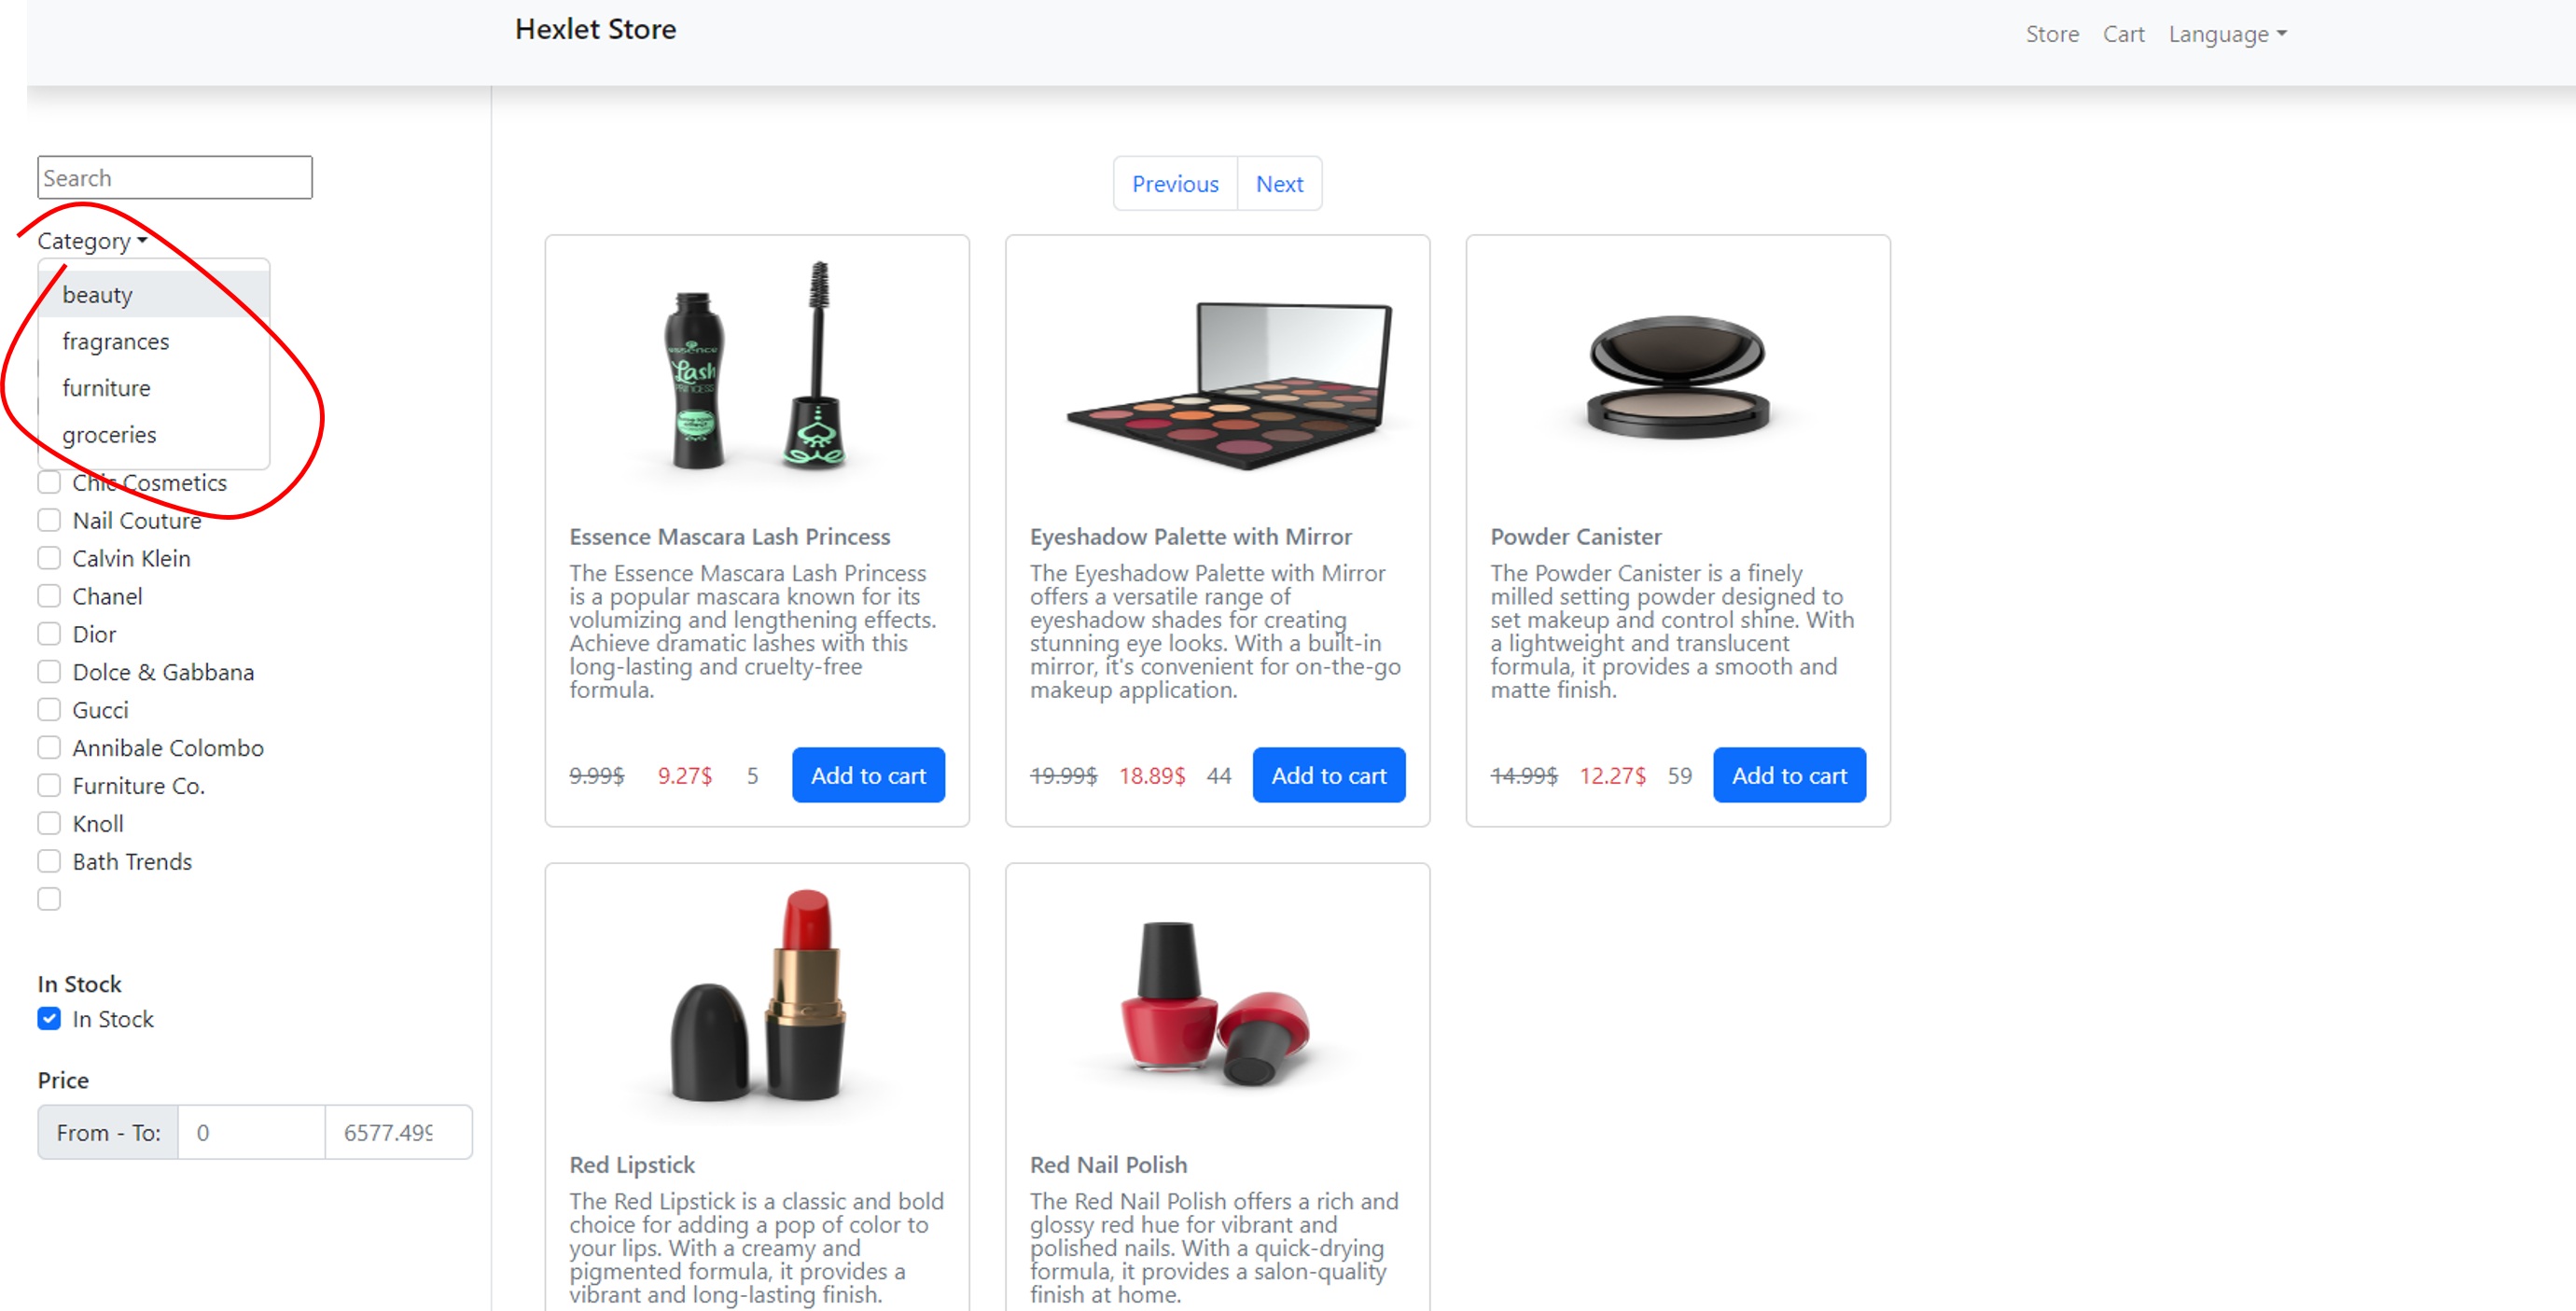 Hexlet Store
Store Cart Language
Search
Category
beauty
fragrances
furniture
groceries
Chic Cosmetics
Nail Couture
Calvin Klein
Chanel
Dior
Dolce & Gabbana
Gucci
Annibale Colombo
Furniture Co.
Knoll
Bath Trends
In Stock
In Stock
Price
From - To: 0 6577.499
Previous Next
essence
Lash
PRINCESS
Essence Mascara Lash Princess
The Essence Mascara Lash Princess
is a popular mascara known for its
volumizing and lengthening effects.
Achieve dramatic lashes with this
long-lasting and cruelty-free
formula.
9.99$ 9.27$ 5 Add to cart
Eyeshadow Palette with Mirror
The Eyeshadow Palette with Mirror
offers a versatile range of
eyeshadow shades for creating
stunning eye looks. With a built-in
mirror, it's convenient for on-the-go
makeup application.
19.99$ 18.89$ 44 Add to cart
Powder Canister
The Powder Canister is a finely
milled setting powder designed to
set makeup and control shine. With
a lightweight and translucent
formula, it provides a smooth and
matte finish.
14.99$ 12.27$ 59 Add to cart
Red Lipstick
The Red Lipstick is a classic and bold
choice for adding a pop of color to
your lips. With a creamy and
pigmented formula, it provides a
vibrant and long-lasting finish.
Red Nail Polish
The Red Nail Polish offers a rich and
glossy red hue for vibrant and
polished nails. With a quick-drying
formula, it provides a salon-quality
finish at home.